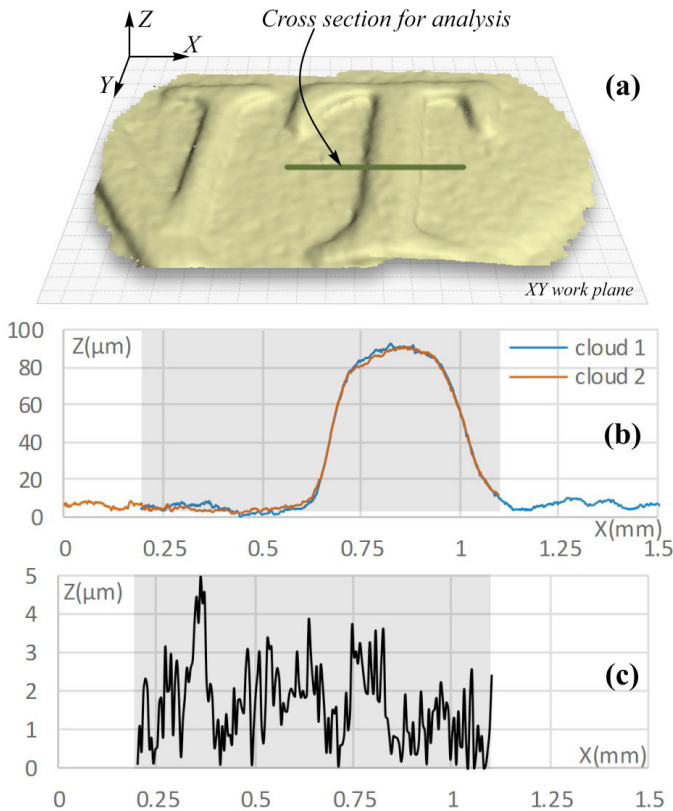 Cross section for analysis
Z
X
Y
(a)
XY work plane
100
80
60
40
20
0
Z(μm)
cloud 1
cloud 2
(b)
X(mm)
0 0.25 0.5 0.75 1 1.25 1.5
5
4
3
2
1
0
Z(μm)
(c)
X(mm)
0 0.25 0.5 0.75 1 1.25 1.5